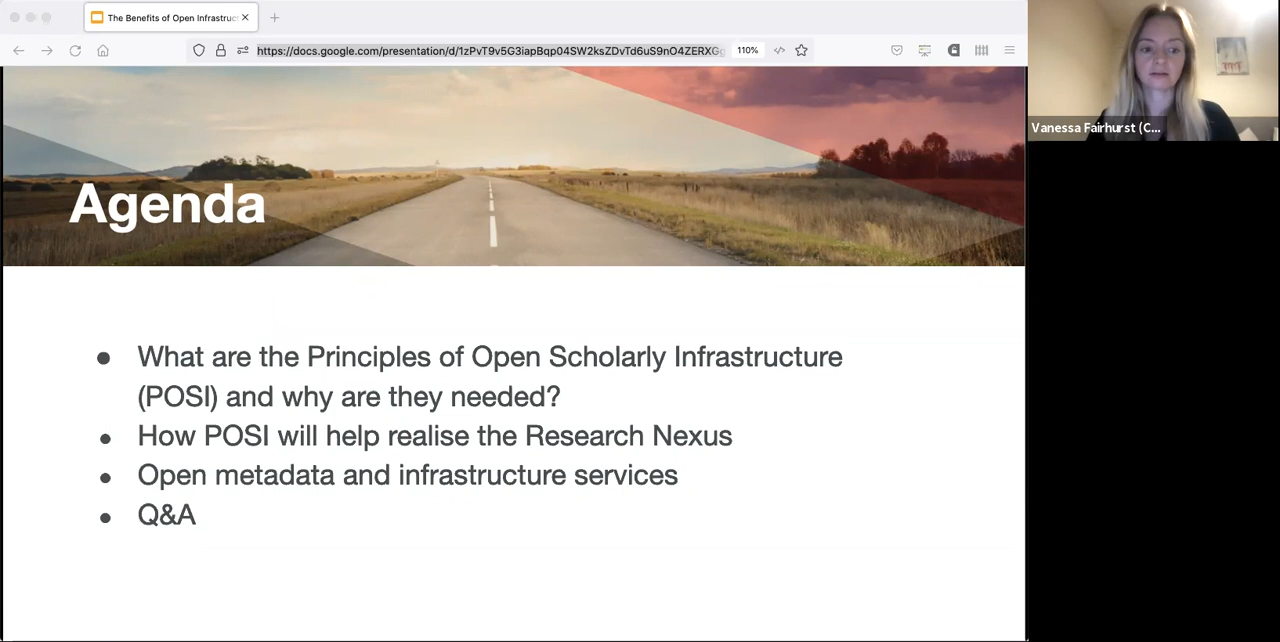 The Benefits of Open Infrastruc
https://docs.google.com/presentation/d/1zPvT9v5G3iapBqp04SW2ksZDvTd6uS9nO4ZERXGg
110%
Vanessa Fairhurst (C...
Agenda
What are the Principles of Open Scholarly Infrastructure
(POSI) and why are they needed?
How POSI will help realise the Research Nexus
Open metadata and infrastructure services
Q&A